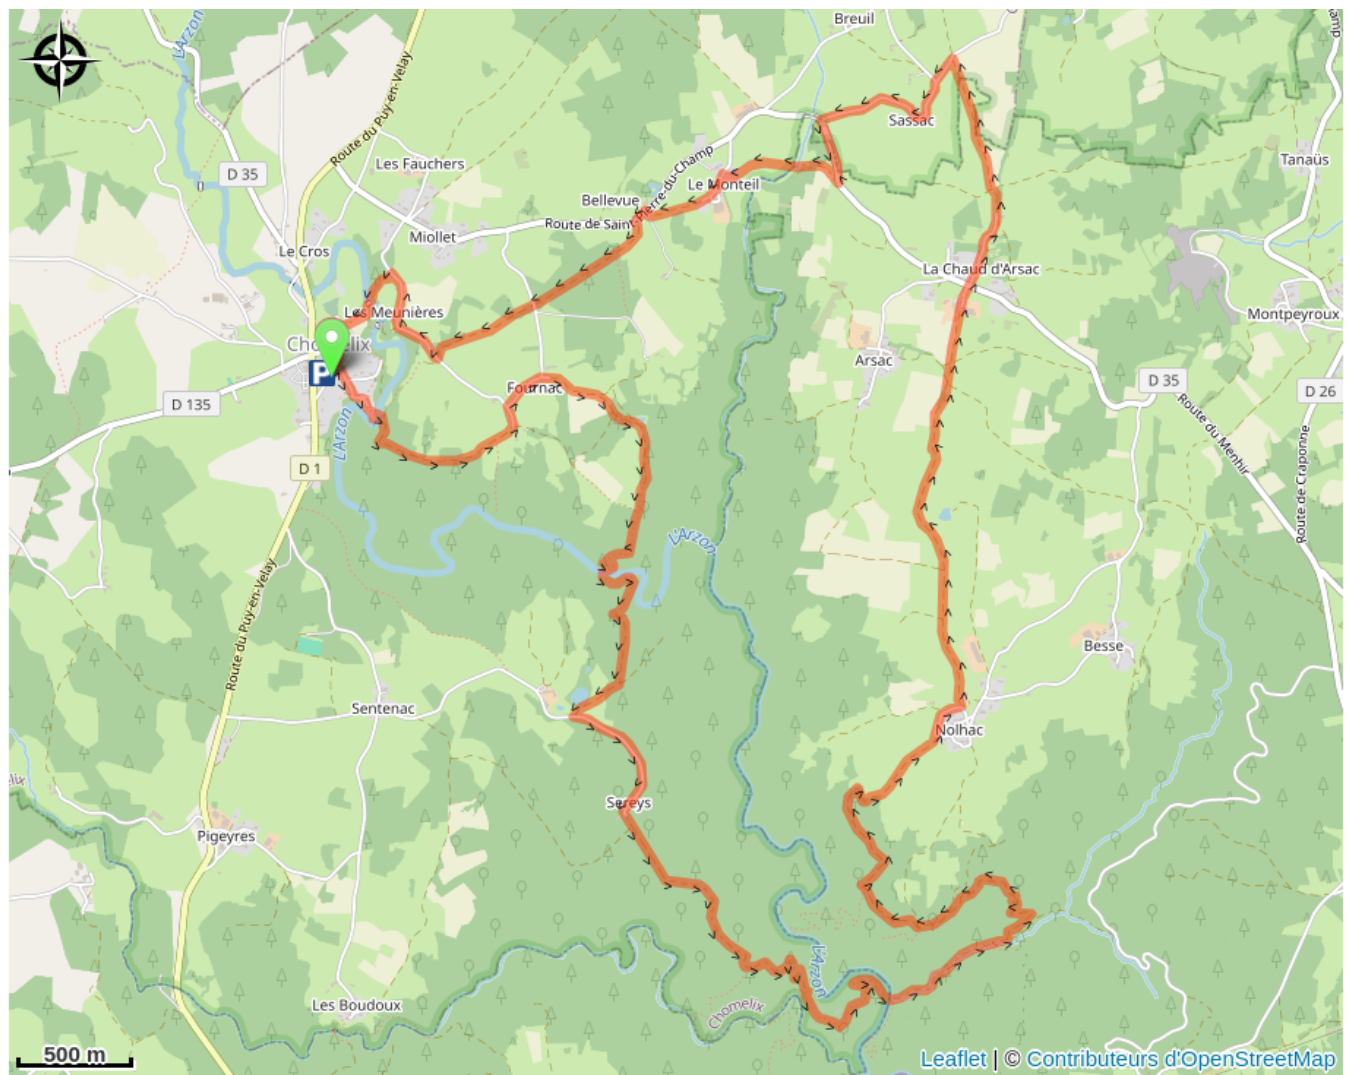 L'Arzon
Breuil
Route du Puy-en-Velay
Sassac
Les Fauchers
D 35
Tanaüs
Le Monteil
Bellevue
Route de Saint-Pierre-du-Champ
Miollet
Le Cros
La Chaud d'Arsac
Les Meunières
Montpeyroux
Chomelix
P
Arsac
Fournac
D 35
D 26
D 135
L'Arzon
Route du Menhir
Route de Craponne
D 1
L'Arzon
Route du Puy-en-Velay
Besse
Sentenac
Nolhac
Sereys
Pigeyres
L'Arzon
Les Boudoux
Chomelix
500 m
Leaflet | © Contributeurs d'OpenStreetMap